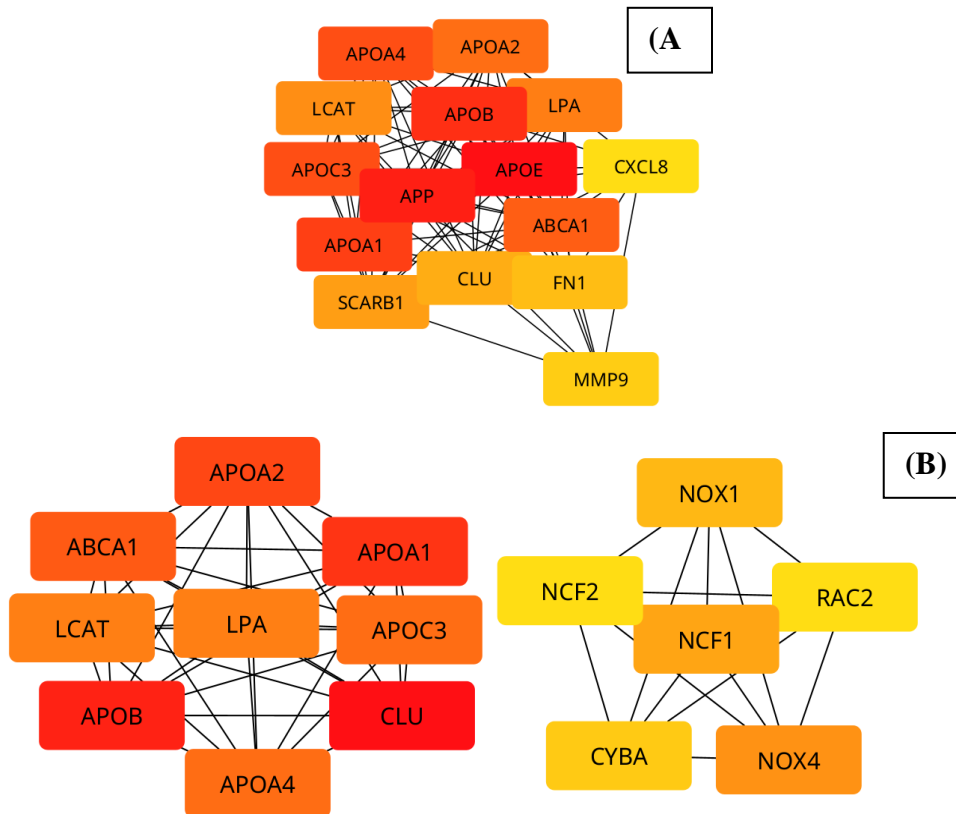 (A
APOA4
APOA2
LCAT
APOB
LPA
APOC3
APOE
CXCL8
APP
APOA1
ABCA1
CLU
FN1
SCARB1
MMP9
(B)
APOA2
ABCA1
APOA1
LCAT
LPA
APOC3
APOB
CLU
APOA4
NOX1
NCF2
RAC2
NCF1
CYBA
NOX4